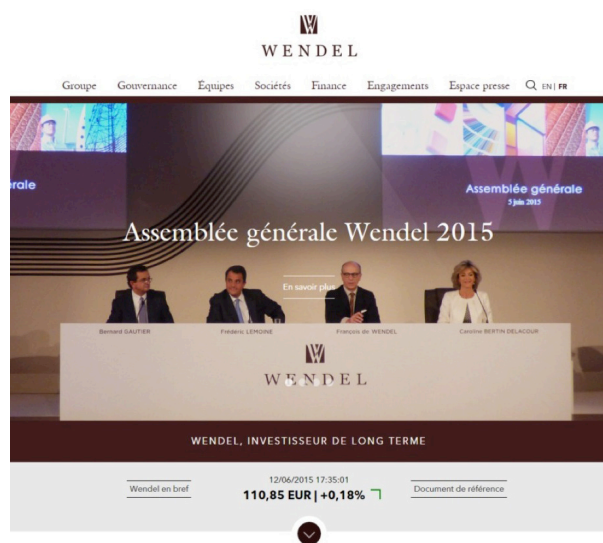 WENDEL
Groupe Gouvernance Équipes Sociétés Finance Engagements Espace presse EN | FR
rale
Assemblée générale
5 juin 2015
Assemblée générale Wendel 2015
En savoir plus
Bernard GAUTIER Frédéric LEMOINE François de WENDEL Caroline BERTIN DELACOUR
WENDEL
WENDEL, INVESTISSEUR DE LONG TERME
Wendel en bref
12/06/2015 17:35:01
110,85 EUR | +0,18%
Document de référence